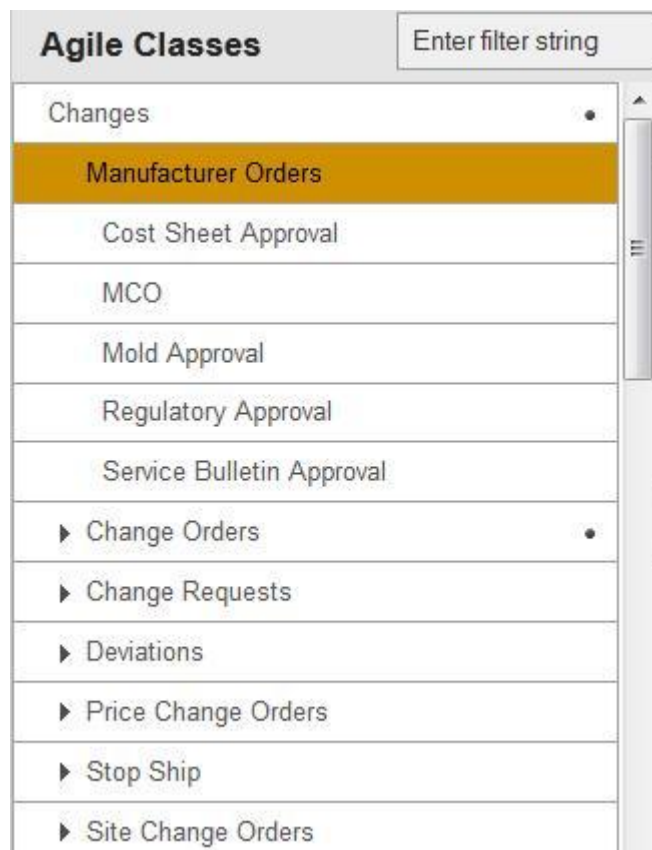 Agile Classes
Enter filter string
Changes
Manufacturer Orders
Cost Sheet Approval
MCO
Mold Approval
Regulatory Approval
Service Bulletin Approval
Change Orders
Change Requests
Deviations
Price Change Orders
Stop Ship
Site Change Orders